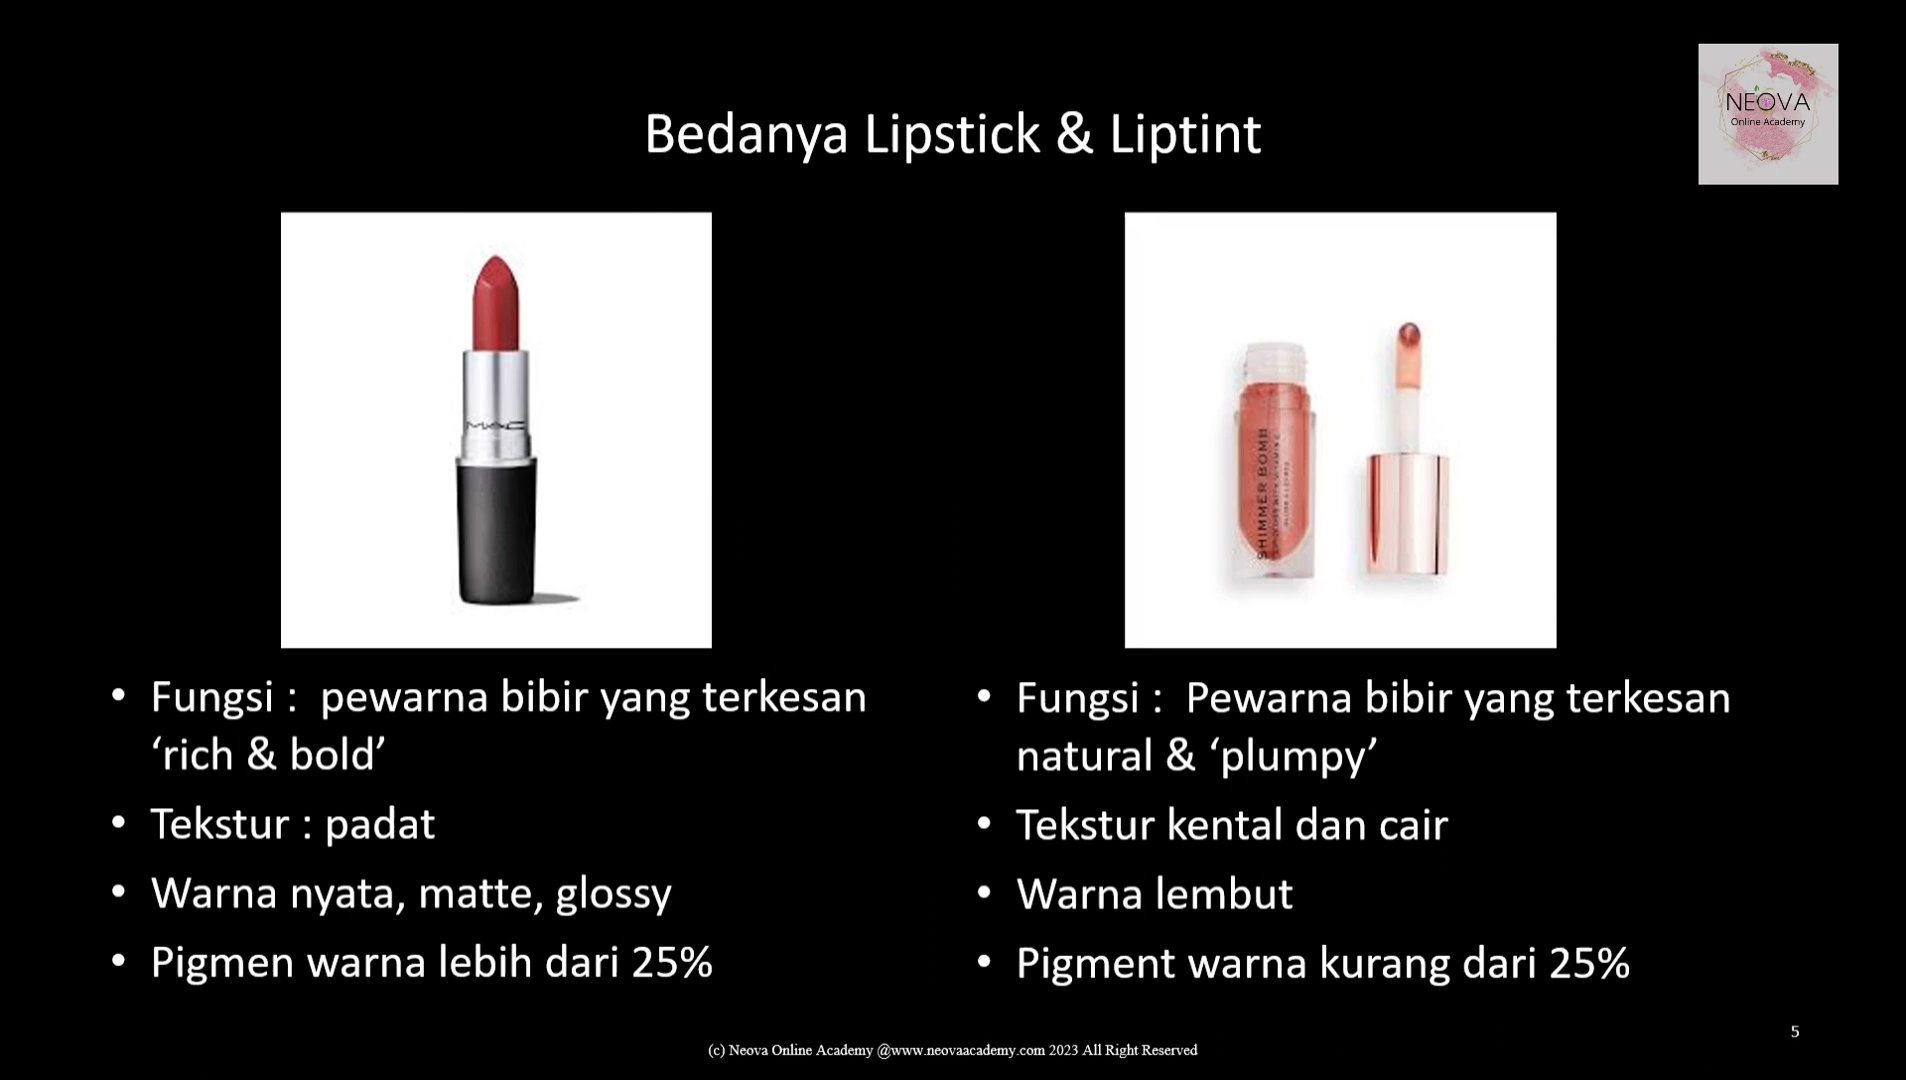 NEOVA
Online Academy
Bedanya Lipstick & Liptint
MAC
SHIMMER BOMB
• Fungsi :  pewarna bibir yang terkesan
‘rich & bold’
• Tekstur : padat
• Warna nyata, matte, glossy
• Pigmen warna lebih dari 25%
• Fungsi :  Pewarna bibir yang terkesan
natural & ‘plumpy’
• Tekstur kental dan cair
• Warna lembut
• Pigment warna kurang dari 25%
5
(c) Neova Online Academy @www.neovaacademy.com 2023 All Right Reserved